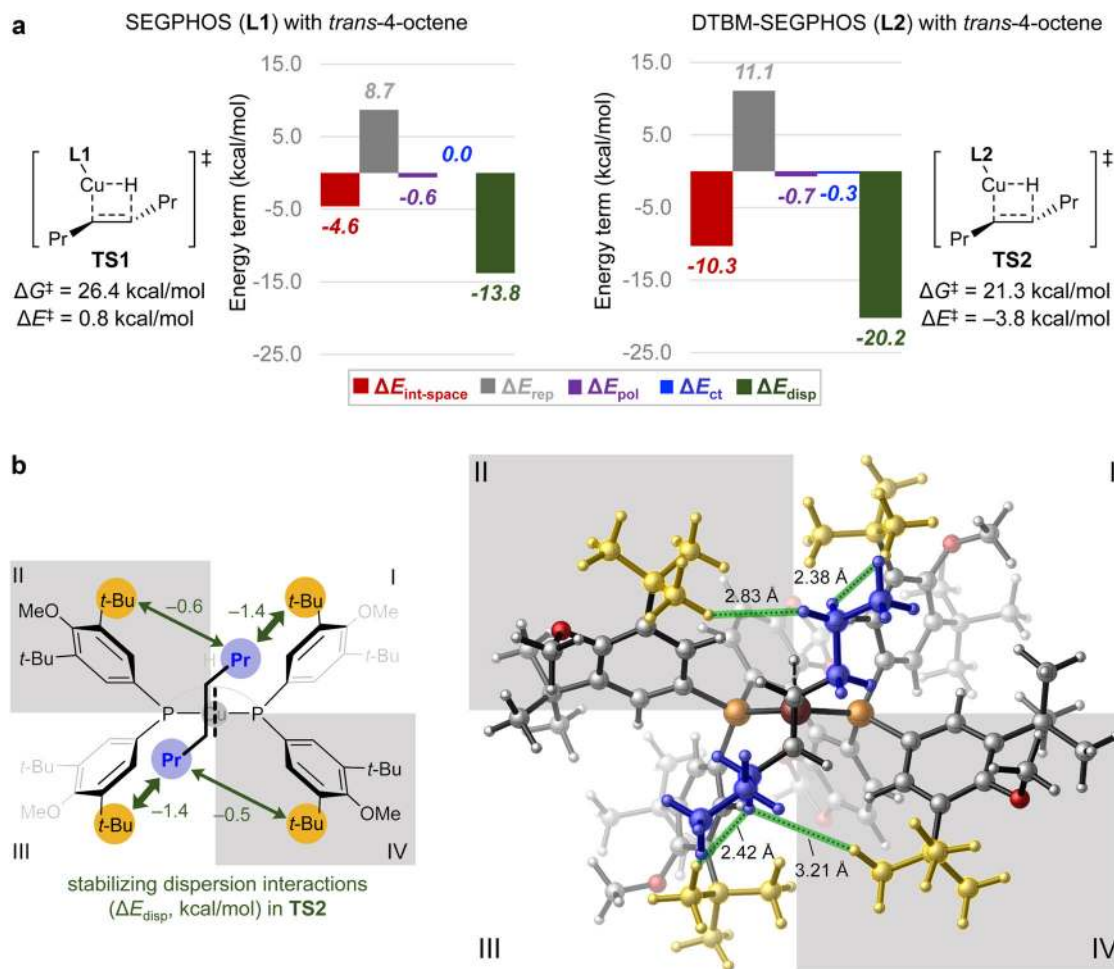 a
SEGPHOS (L1) with trans-4-octene
DTBM-SEGPHOS (L2) with trans-4-octene
L1
Cu
H
Pr
Pr
‡
TS1
ΔG‡ = 26.4 kcal/mol
ΔE‡ = 0.8 kcal/mol
Energy term (kcal/mol)
15.0
5.0
-5.0
-15.0
-25.0
8.7
0.0
-0.6
-4.6
-13.8
Energy term (kcal/mol)
15.0
5.0
-5.0
-15.0
-25.0
11.1
-0.7
-0.3
-10.3
-20.2
L2
Cu
H
Pr
Pr
‡
TS2
ΔG‡ = 21.3 kcal/mol
ΔE‡ = –3.8 kcal/mol
ΔEint-space ΔErep ΔEpol ΔEct ΔEdisp
b
II
I
t-Bu
–0.6
–1.4
t-Bu
MeO
OMe
t-Bu
t-Bu
H
Pr
P
Cu
P
Pr
t-Bu
t-Bu
MeO
OMe
–1.4
–0.5
t-Bu
t-Bu
III
IV
stabilizing dispersion interactions
(ΔEdisp, kcal/mol) in TS2
II
I
2.38 Å
2.83 Å
2.42 Å
3.21 Å
III
IV